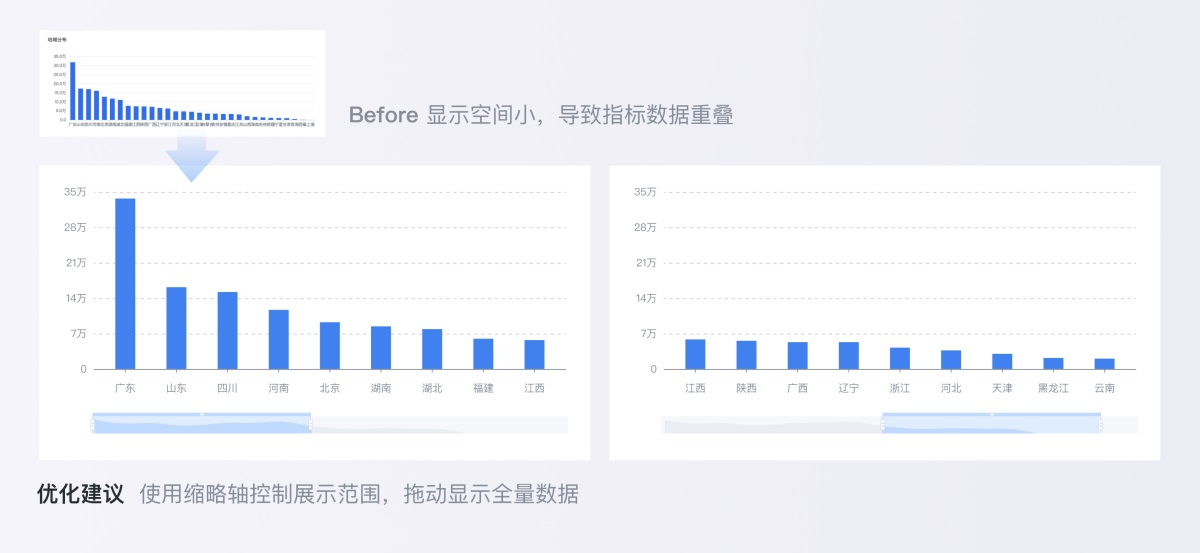 地域分布
Before 显示空间小，导致指标数据重叠
35万
28万
21万
14万
7万
0
广东 山东 四川 河南 北京 湖南 湖北 福建 江西
35万
28万
21万
14万
7万
0
江西 陕西 广西 辽宁 浙江 河北 天津 黑龙江 云南
优化建议 使用缩略轴控制展示范围，拖动显示全量数据